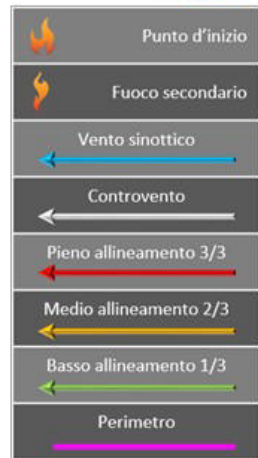 Punto d’inizio
Fuoco secondario
Vento sinottico
Controvento
Pieno allineamento 3/3
Medio allineamento 2/3
Basso allineamento 1/3
Perimetro